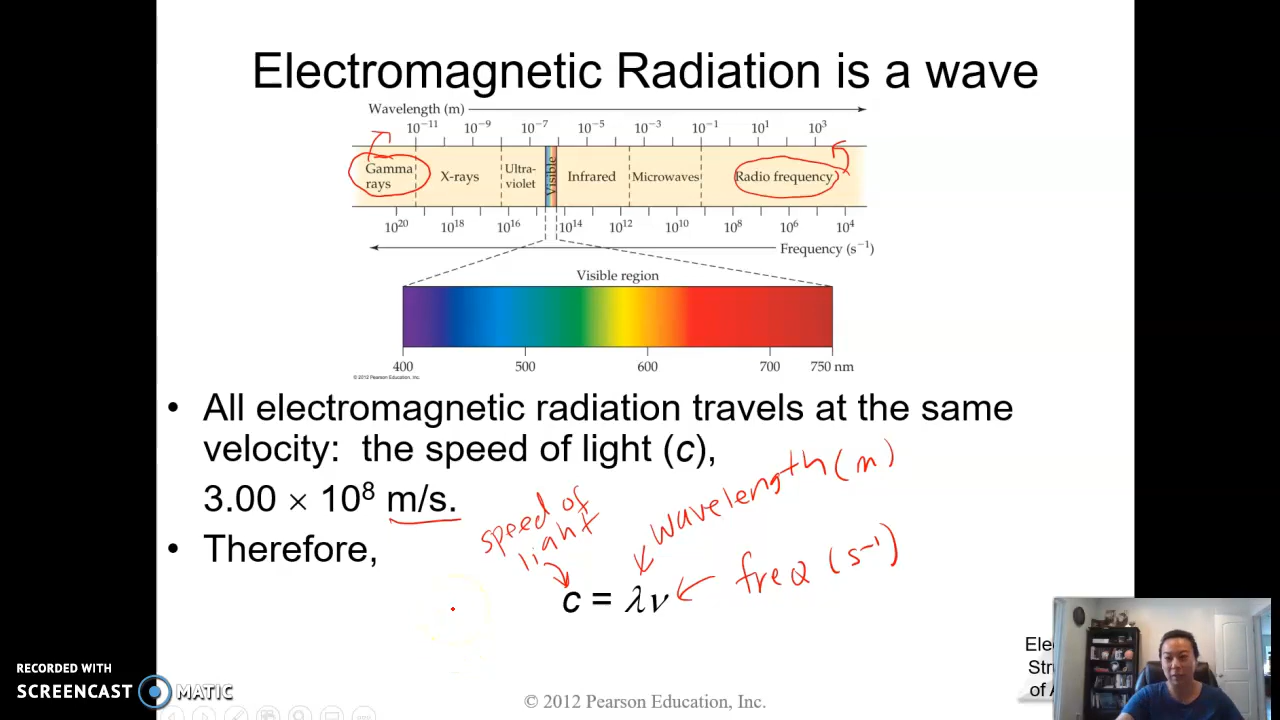 Electromagnetic Radiation is a wave
Wavelength (m)
10⁻¹¹ 10⁻⁹ 10⁻⁷ 10⁻⁵ 10⁻³ 10⁻¹ 10¹ 10³
Gamma rays X-rays Ultra-violet Visible Infrared Microwaves Radio frequency
10²⁰ 10¹⁸ 10¹⁶ 10¹⁴ 10¹² 10¹⁰ 10⁸ 10⁶ 10⁴
Frequency (s⁻¹)
Visible region
400 500 600 700 750 nm
© 2012 Pearson Education, Inc.
• All electromagnetic radiation travels at the same
velocity: the speed of light (c),
3.00 × 10⁸ m/s.
wavelength (m)
speed of
light
• Therefore,
freq (s⁻¹)
c = λν
Ele
Str
of A
RECORDED WITH
SCREENCAST MATIC
© 2012 Pearson Education, Inc.